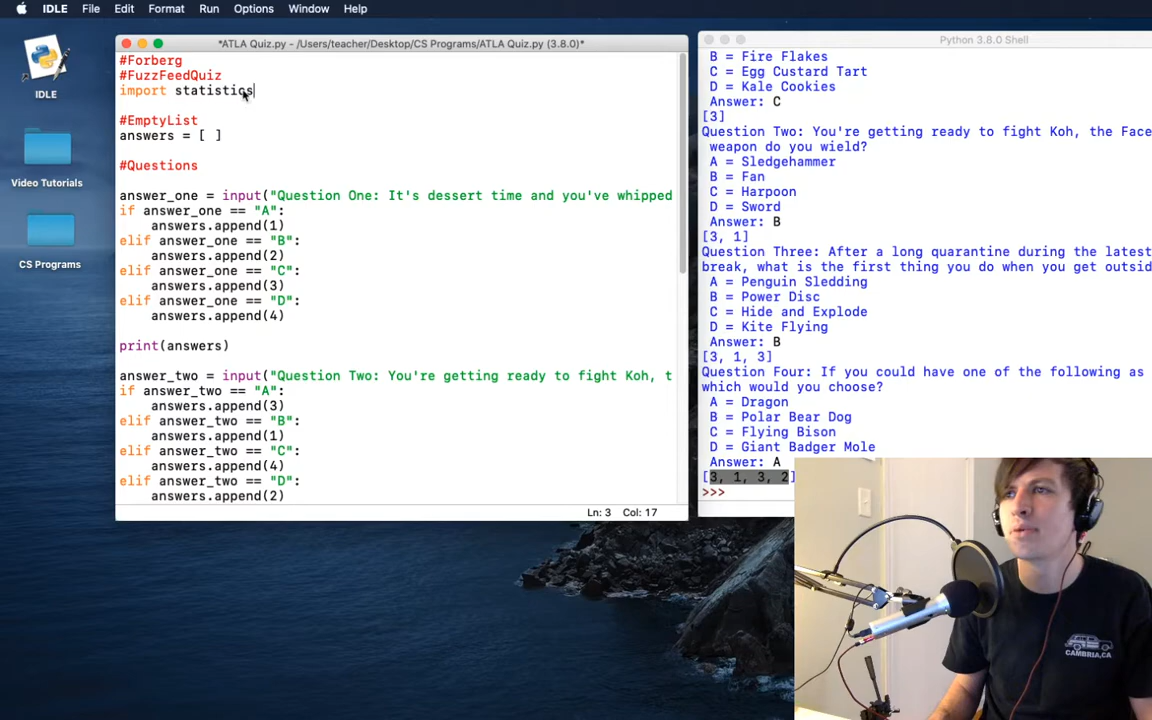 IDLE File Edit Format Run Options Window Help
IDLE
Video Tutorials
CS Programs
*ATLA Quiz.py - /Users/teacher/Desktop/CS Programs/ATLA Quiz.py (3.8.0)*
#Forberg
#FuzzFeedQuiz
import statistics
#EmptyList
answers = [ ]
#Questions
answer_one = input("Question One: It's dessert time and you've whipped
if answer_one == "A":
answers.append(1)
elif answer_one == "B":
answers.append(2)
elif answer_one == "C":
answers.append(3)
elif answer_one == "D":
answers.append(4)
print(answers)
answer_two = input("Question Two: You're getting ready to fight Koh, t
if answer_two == "A":
answers.append(3)
elif answer_two == "B":
answers.append(1)
elif answer_two == "C":
answers.append(4)
elif answer_two == "D":
answers.append(2)
Ln: 3 Col: 17
Python 3.8.0 Shell
B = Fire Flakes
C = Egg Custard Tart
D = Kale Cookies
Answer: C
[3]
Question Two: You're getting ready to fight Koh, the Face
weapon do you wield?
A = Sledgehammer
B = Fan
C = Harpoon
D = Sword
Answer: B
[3, 1]
Question Three: After a long quarantine during the latest
break, what is the first thing you do when you get outsid
A = Penguin Sledding
B = Power Disc
C = Hide and Explode
D = Kite Flying
Answer: B
[3, 1, 3]
Question Four: If you could have one of the following as
which would you choose?
A = Dragon
B = Polar Bear Dog
C = Flying Bison
D = Giant Badger Mole
Answer: A
[3, 1, 3, 2]
>>>
CAMBRIA,CA